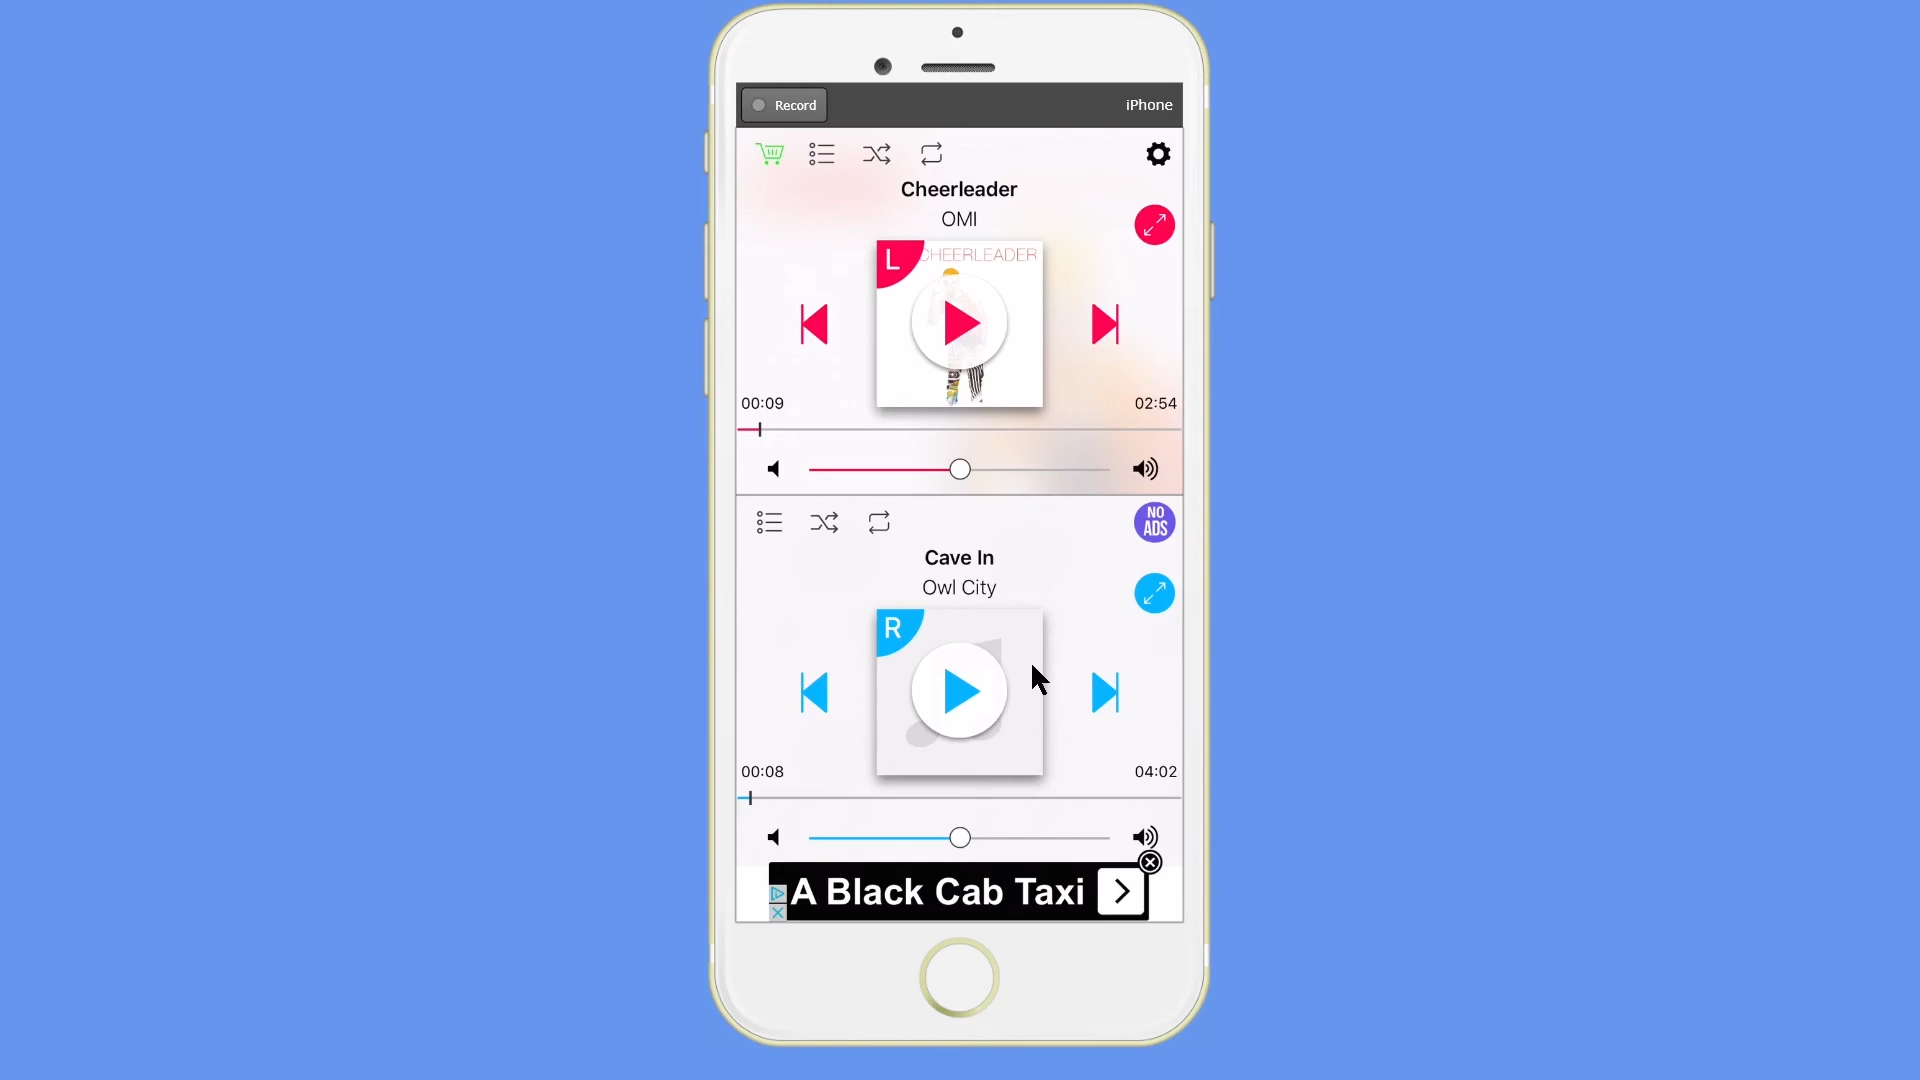 Record
iPhone
Cheerleader
OMI
L
CHEERLEADER
00:09
02:54
NO
ADS
Cave In
Owl City
R
00:08
04:02
A Black Cab Taxi